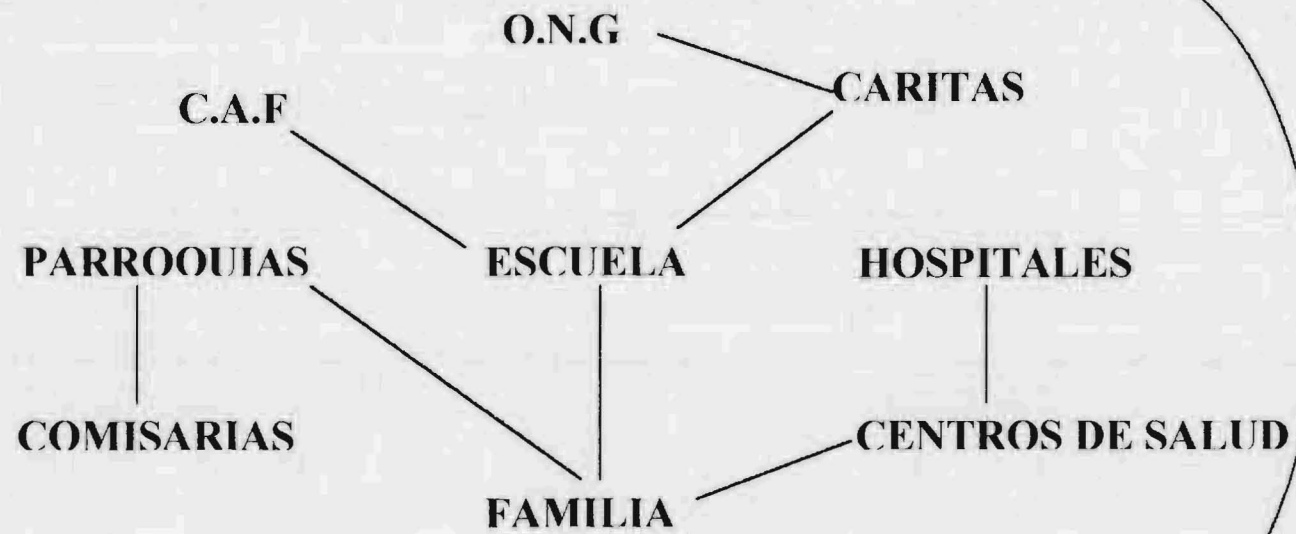 O.N.G
C.A.F
CARITAS
PARROQUIAS
ESCUELA
HOSPITALES
COMISARIAS
CENTROS DE SALUD
FAMILIA